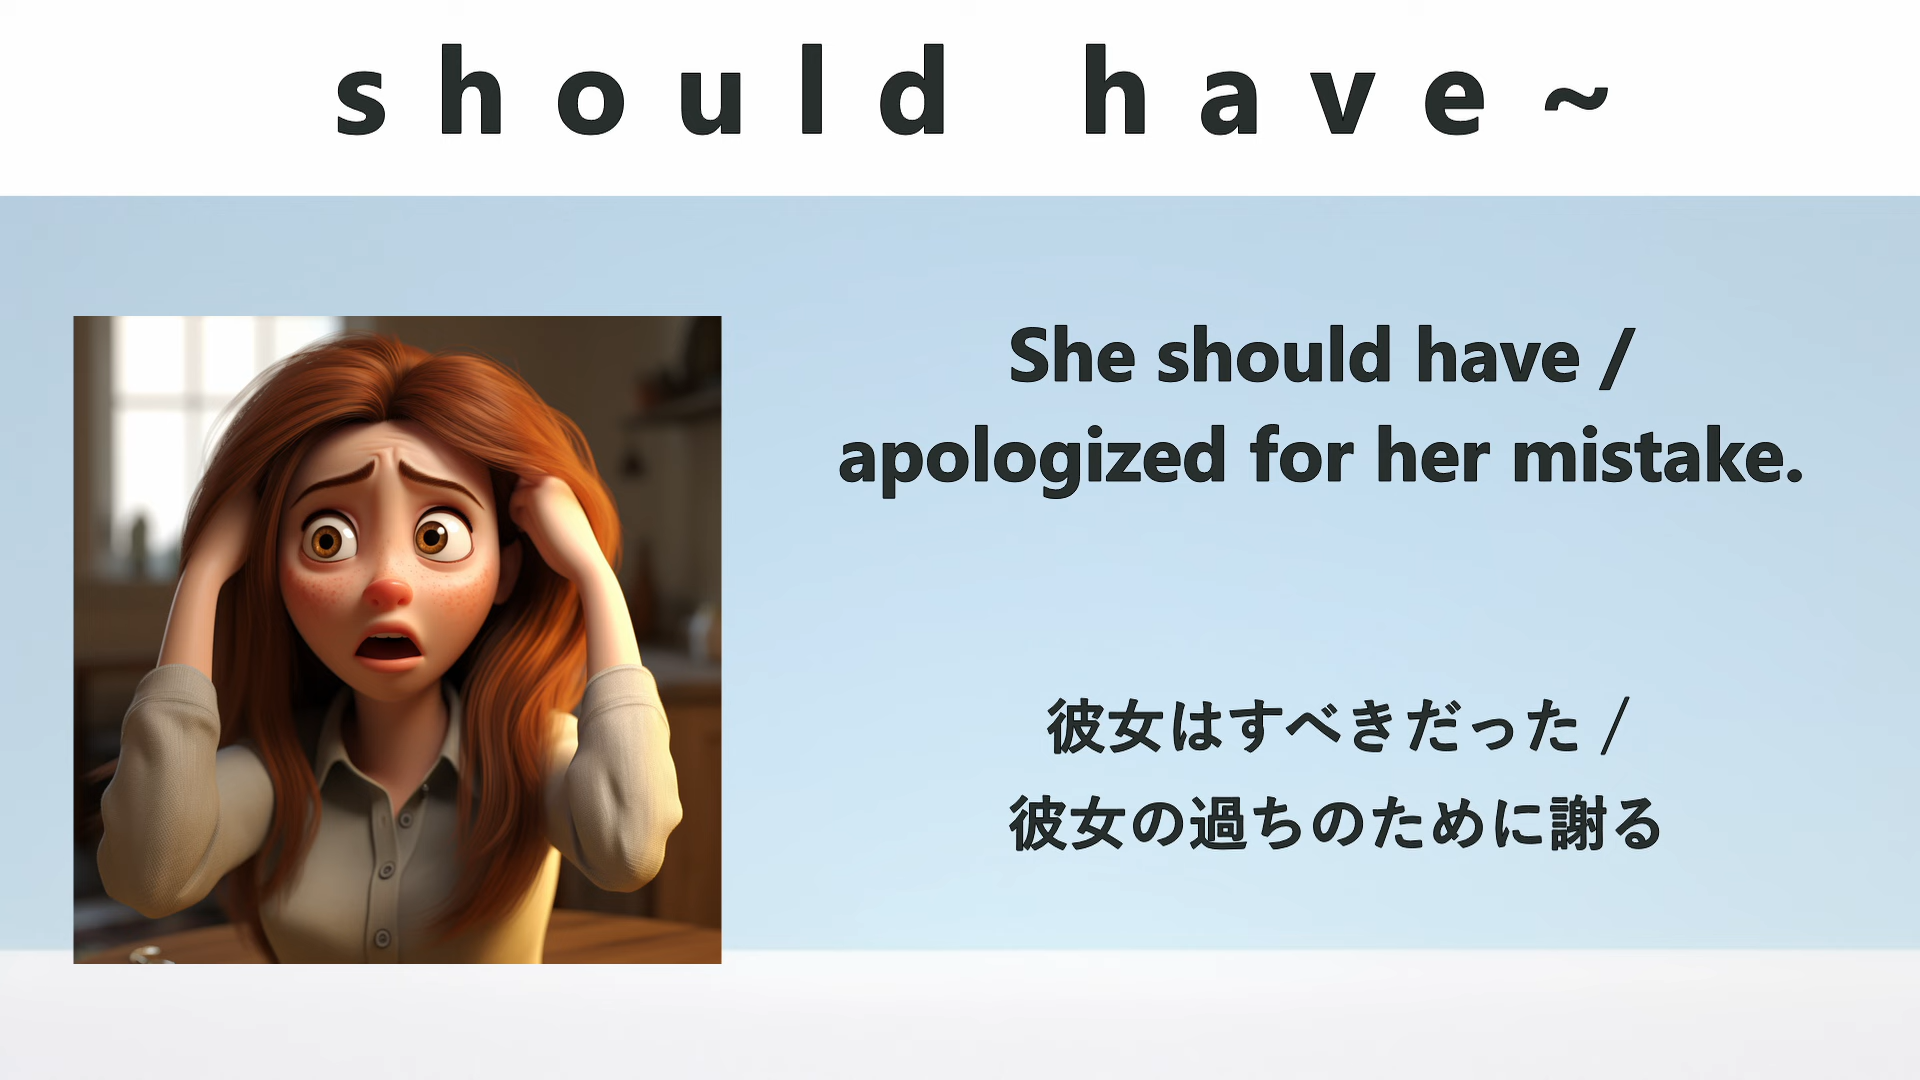 should have~
She should have /
apologized for her mistake.
彼女はすべきだった /
彼女の過ちのために謝る